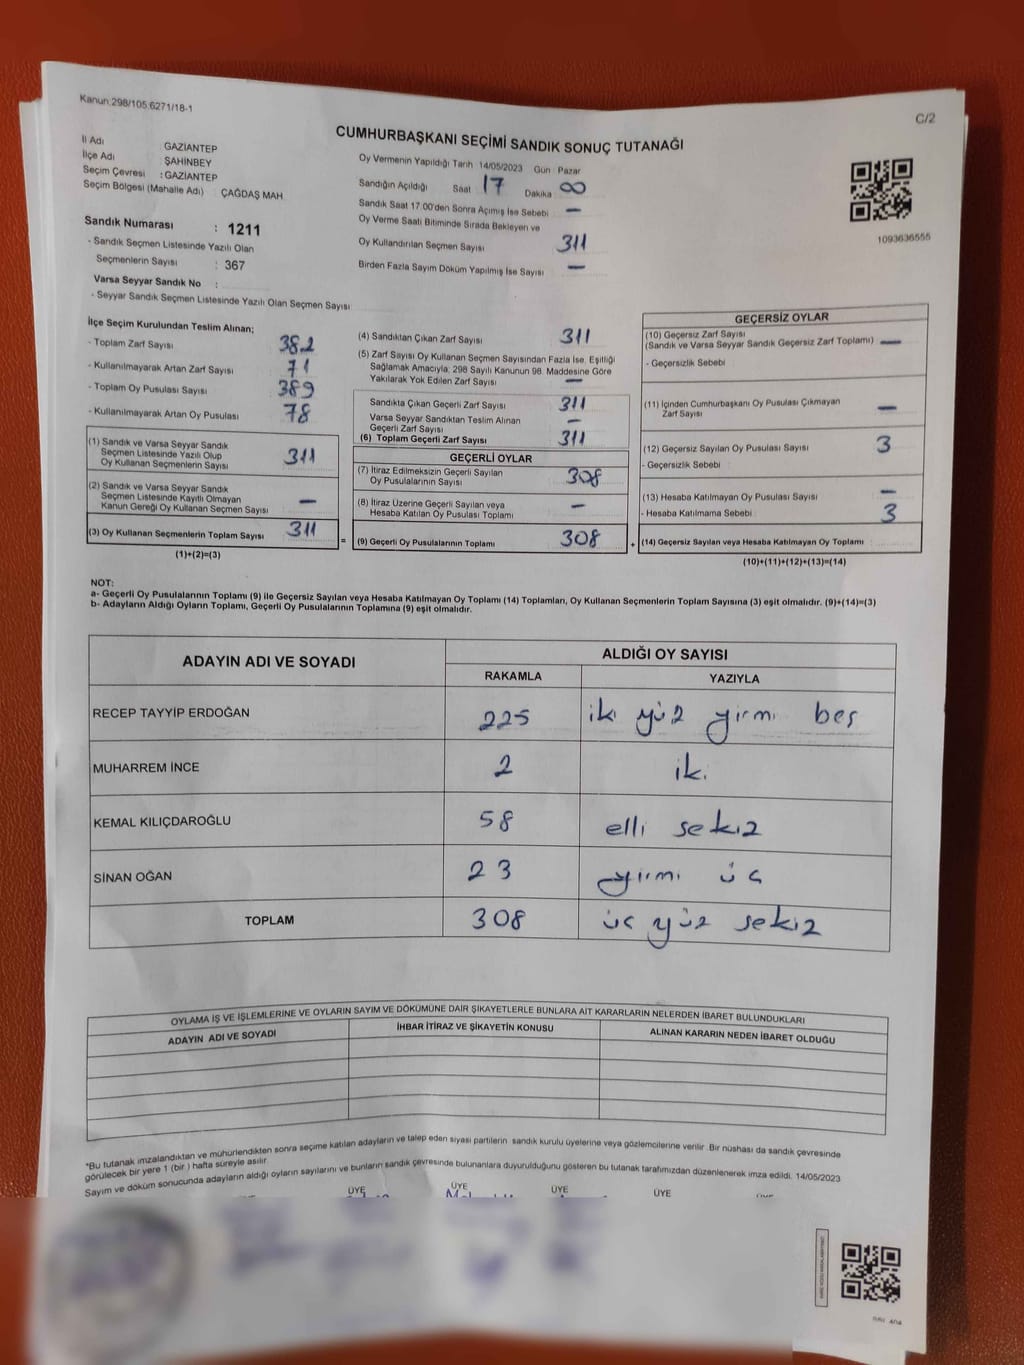 Kanun:298/105.6271/18-1
C/2
CUMHURBAŞKANI SEÇİMİ SANDIK SONUÇ TUTANAĞI
İl Adı : GAZİANTEP
İlçe Adı : ŞAHİNBEY
Seçim Çevresi : GAZİANTEP
Seçim Bölgesi (Mahalle Adı) : ÇAĞDAŞ MAH
Sandık Numarası : 1211
- Sandık Seçmen Listesinde Yazılı Olan
Seçmenlerin Sayısı : 367
Varsa Seyyar Sandık No :
- Seyyar Sandık Seçmen Listesinde Yazılı Olan Seçmen Sayısı
Oy Vermenin Yapıldığı Tarih 14/05/2023 Gün Pazar
Sandığın Açıldığı Saat 17 Dakika 00
Sandık Saat 17.00'den Sonra Açımış İse Sebebi —
Oy Verme Saati Bitiminde Sırada Bekleyen ve
Oy Kullandırılan Seçmen Sayısı 311
Birden Fazla Sayım Döküm Yapılmış İse Sayısı —
1093636555
İlçe Seçim Kurulundan Teslim Alınan;
- Toplam Zarf Sayısı 382
- Kullanılmayarak Artan Zarf Sayısı 71
- Toplam Oy Pusulası Sayısı 389
- Kullanılmayarak Artan Oy Pusulası 78
(1) Sandık ve Varsa Seyyar Sandık
Seçmen Listesinde Yazılı Olup
Oy Kullanan Seçmenlerin Sayısı 311
(2) Sandık ve Varsa Seyyar Sandık
Seçmen Listesinde Kayıtlı Olmayan
Kanun Gereği Oy Kullanan Seçmen Sayısı —
(3) Oy Kullanan Seçmenlerin Toplam Sayısı 311
(1)+(2)=(3)
(4) Sandıktan Çıkan Zarf Sayısı 311
(5) Zarf Sayısı Oy Kullanan Seçmen Sayısından Fazla İse, Eşitliği
Sağlamak Amacıyla; 298 Sayılı Kanunun 98. Maddesine Göre
Yakılarak Yok Edilen Zarf Sayısı —
Sandıkta Çıkan Geçerli Zarf Sayısı 311
Varsa Seyyar Sandıktan Teslim Alınan
Geçerli Zarf Sayısı —
(6) Toplam Geçerli Zarf Sayısı 311
GEÇERLİ OYLAR
(7) İtiraz Edilmeksizin Geçerli Sayılan
Oy Pusulalarının Sayısı 308
(8) İtiraz Üzerine Geçerli Sayılan veya
Hesaba Katılan Oy Pusulası Toplamı —
= (9) Geçerli Oy Pusulalarının Toplamı 308 +
GEÇERSİZ OYLAR
(10) Geçersiz Zarf Sayısı
(Sandık ve Varsa Seyyar Sandık Geçersiz Zarf Toplamı) —
- Geçersizlik Sebebi
(11) İçinden Cumhurbaşkanı Oy Pusulası Çıkmayan
Zarf Sayısı —
(12) Geçersiz Sayılan Oy Pusulası Sayısı 3
- Geçersizlik Sebebi
(13) Hesaba Katılmayan Oy Pusulası Sayısı —
- Hesaba Katılmama Sebebi 3
(14) Geçersiz Sayılan veya Hesaba Katılmayan Oy Toplamı
(10)+(11)+(12)+(13)=(14)
NOT:
a- Geçerli Oy Pusulalarının Toplamı (9) ile Geçersiz Sayılan veya Hesaba Katılmayan Oy Toplamı (14) Toplamları, Oy Kullanan Seçmenlerin Toplam Sayısına (3) eşit olmalıdır. (9)+(14)=(3)
b- Adayların Aldığı Oyların Toplamı, Geçerli Oy Pusulalarının Toplamına (9) eşit olmalıdır.
ADAYIN ADI VE SOYADI ALDIĞI OY SAYISI
RAKAMLA YAZIYLA
RECEP TAYYİP ERDOĞAN 225 iki yüz yirmi beş
MUHARREM İNCE 2 iki
KEMAL KILIÇDAROĞLU 58 elli sekiz
SİNAN OĞAN 23 yirmi üç
TOPLAM 308 üç yüz sekiz
OYLAMA İŞ VE İŞLEMLERİNE VE OYLARIN SAYIM VE DÖKÜMÜNE DAİR ŞİKAYETLERLE BUNLARA AİT KARARLARIN NELERDEN İBARET BULUNDUKLARI
ADAYIN ADI VE SOYADI İHBAR İTİRAZ VE ŞİKAYETİN KONUSU ALINAN KARARIN NEDEN İBARET OLDUĞU
*Bu tutanak imzalandıktan ve mühürlendikten sonra seçime katılan adayların ve talep eden siyasi partilerin sandık kurulu üyelerine veya gözlemcilerine verilir. Bir nüshası da sandık çevresinde
görülecek bir yere 1 (bir) hafta süreyle asılır.
Sayım ve döküm sonucunda adayların aldığı oyların sayılarını ve bunların sandık çevresinde bulunanlara duyurulduğunu gösteren bu tutanak tarafımızdan düzenlenerek imza edildi. 14/05/2023
ÜYE ÜYE ÜYE ÜYE